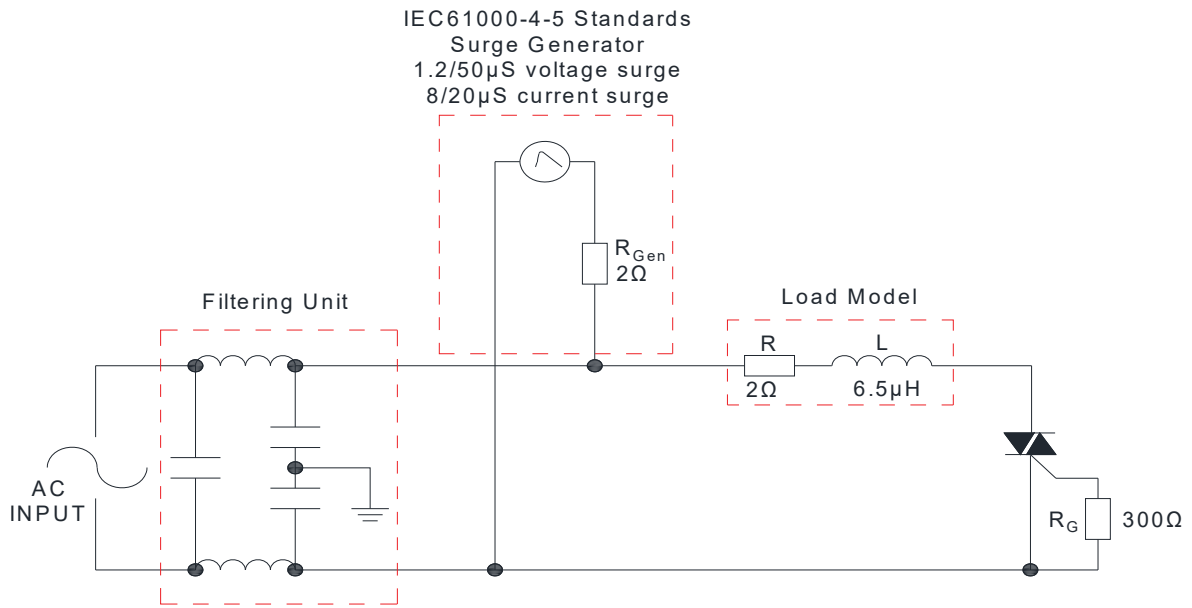 IEC61000-4-5 Standards
Surge Generator
1.2/50µS voltage surge
8/20µS current surge
RGen
2Ω
Filtering Unit
Load Model
R
L
2Ω
6.5µH
AC
INPUT
RG
300Ω